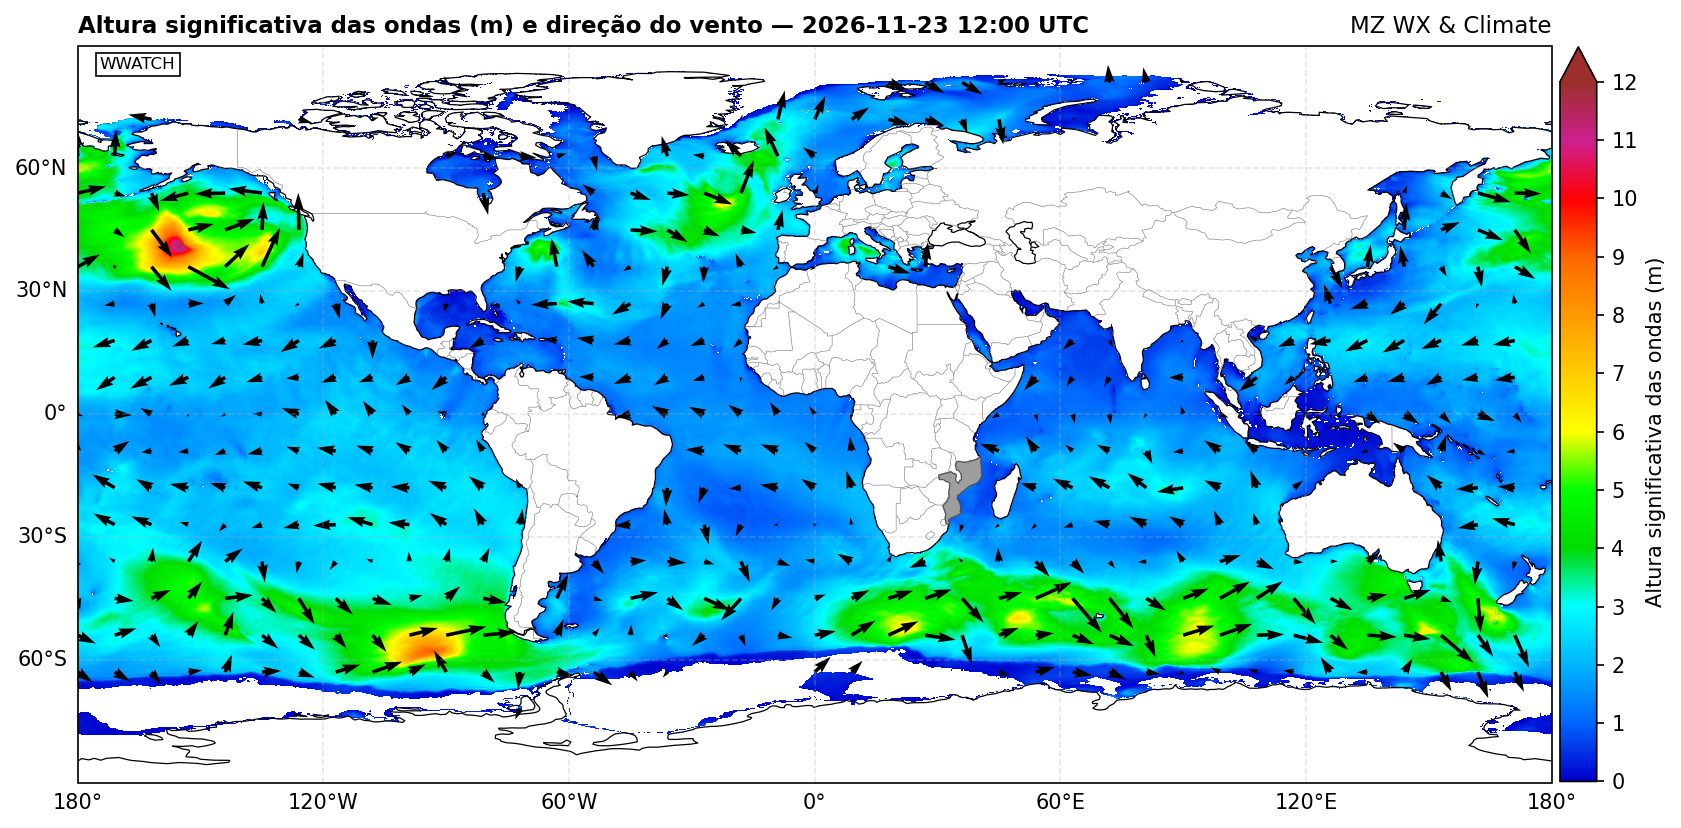 Altura significativa das ondas (m) e direção do vento — 2026-11-23 12:00 UTC
MZ WX & Climate
WWATCH
60°N
30°N
0°
30°S
60°S
180°
120°W
60°W
0°
60°E
120°E
180°
12
11
10
9
8
7
6
5
4
3
2
1
0
Altura significativa das ondas (m)